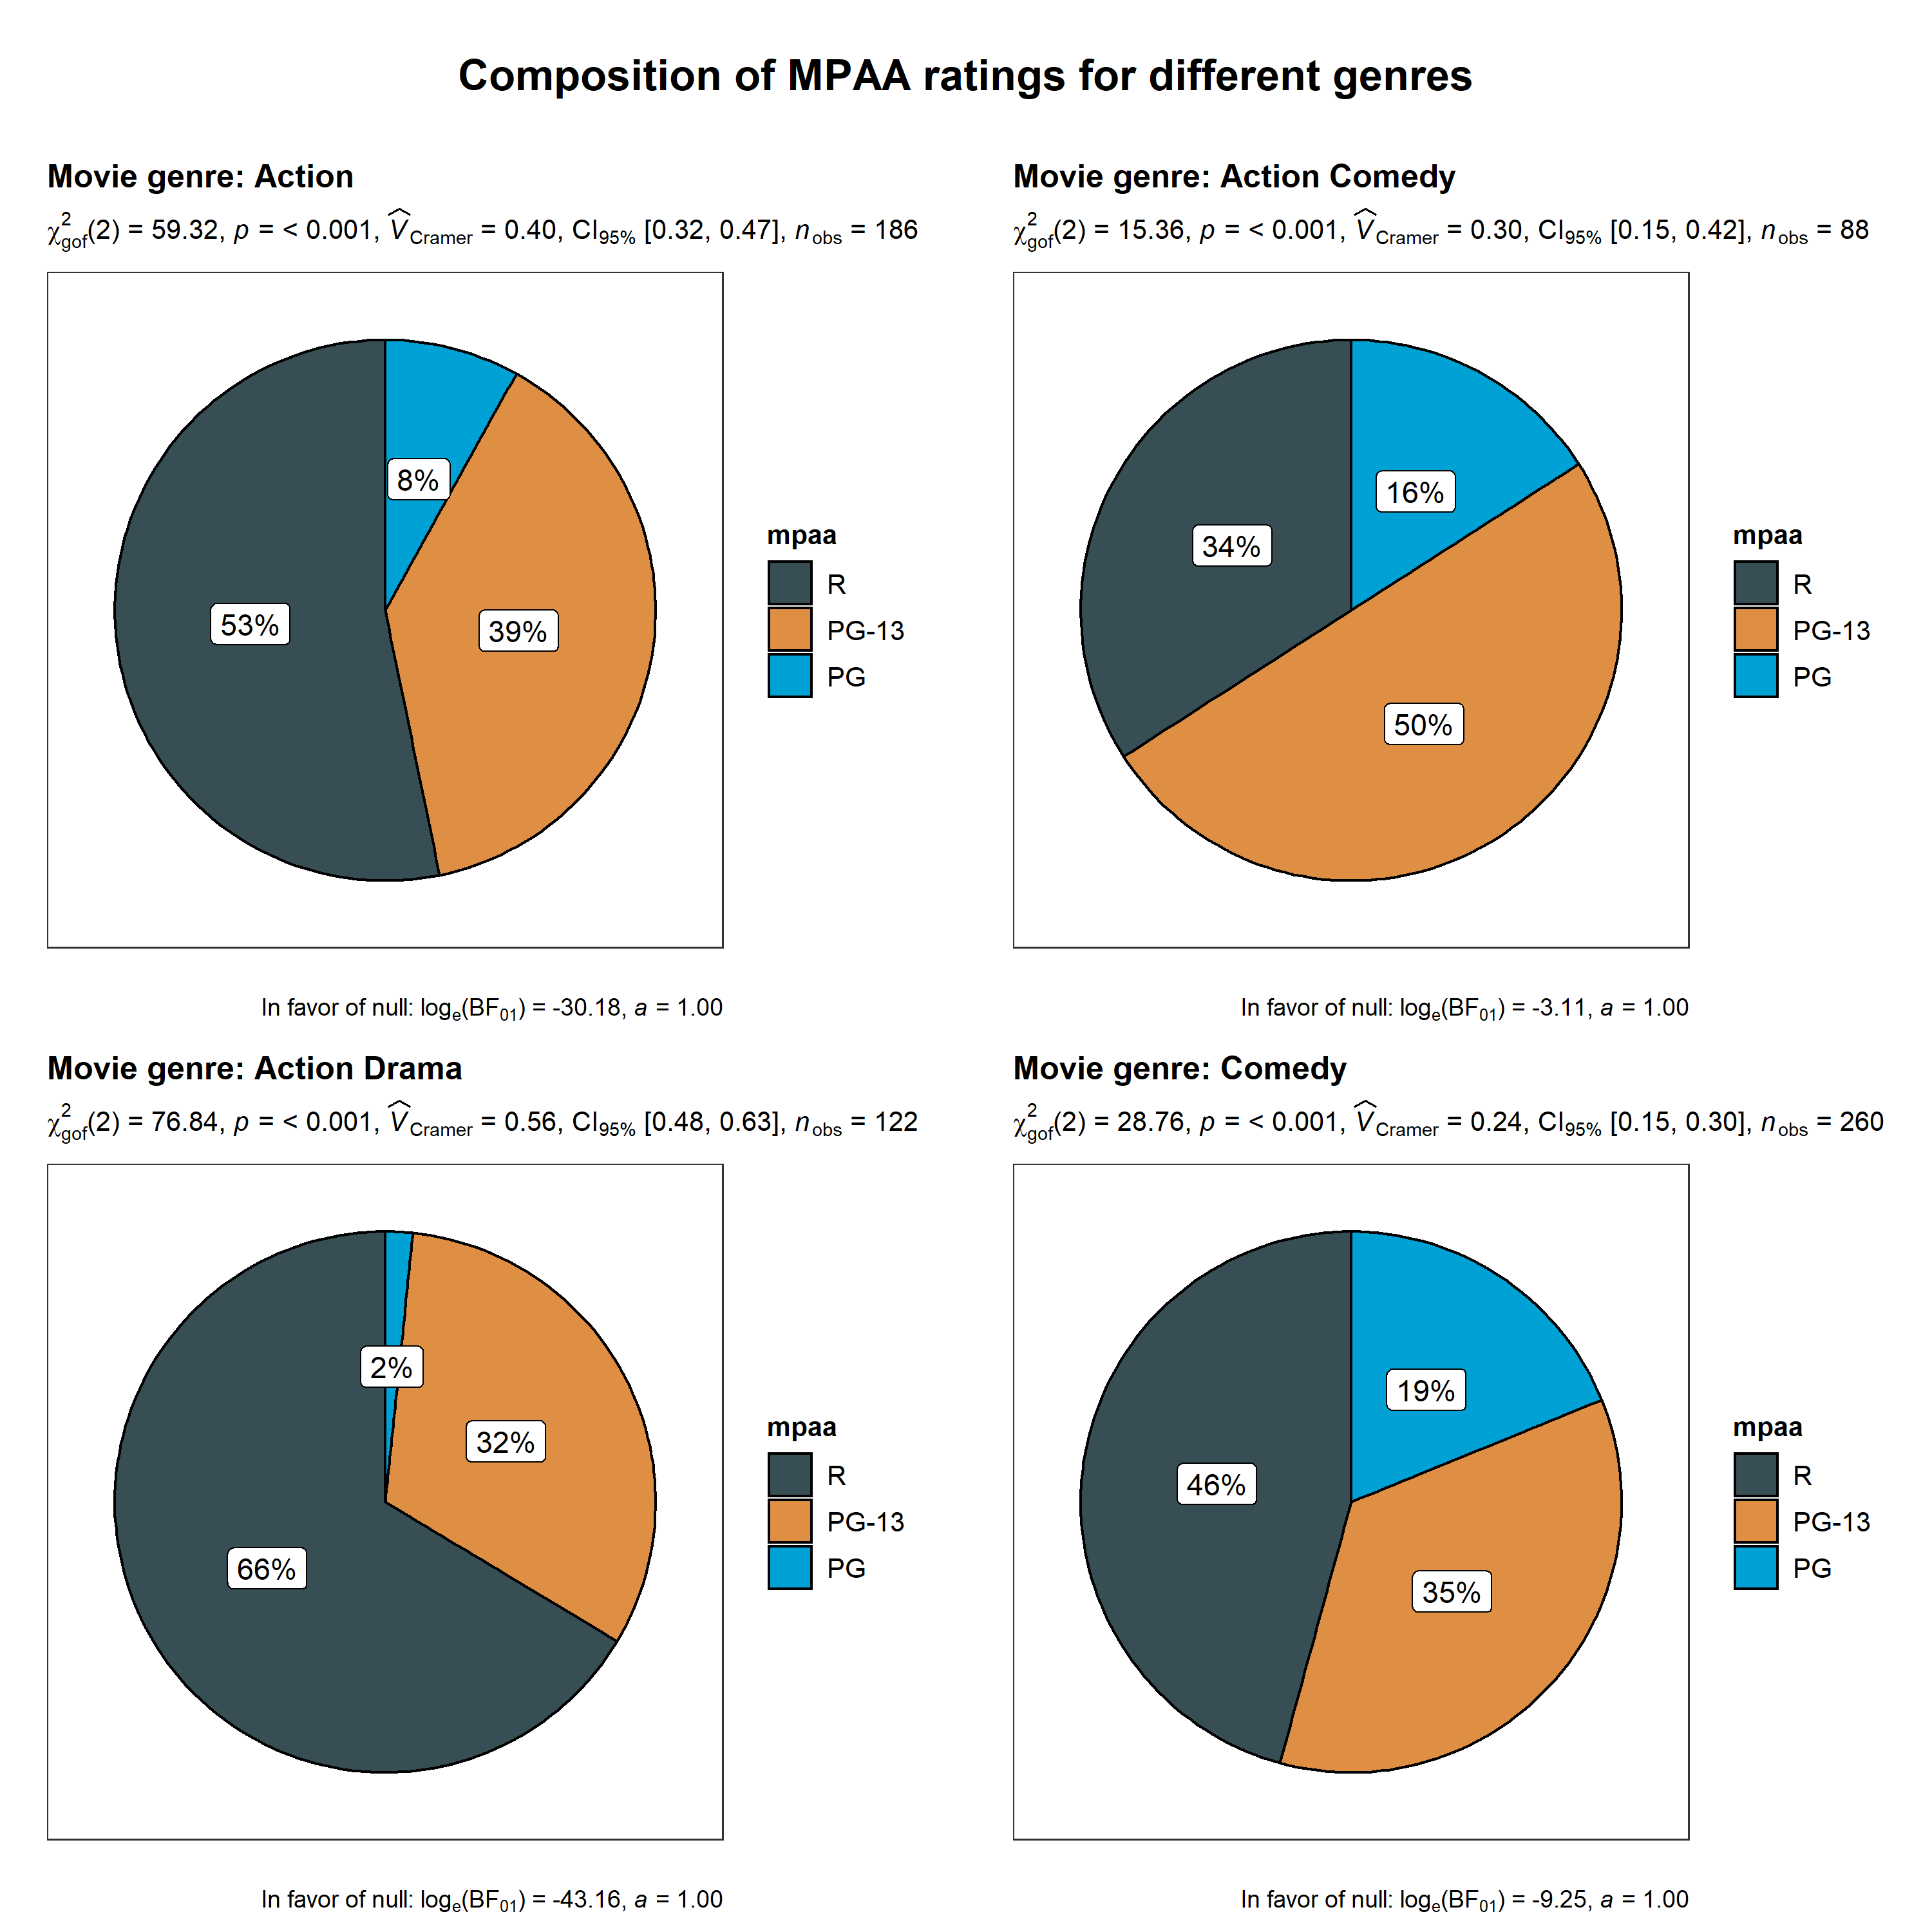 Composition of MPAA ratings for different genres
Movie genre: Action
χ²gof(2) = 59.32, p = < 0.001, V̂Cramer = 0.40, CI95% [0.32, 0.47], nobs = 186
8%
53%
39%
mpaa
R
PG-13
PG
In favor of null: loge(BF01) = -30.18, a = 1.00
Movie genre: Action Comedy
χ²gof(2) = 15.36, p = < 0.001, V̂Cramer = 0.30, CI95% [0.15, 0.42], nobs = 88
16%
34%
50%
mpaa
R
PG-13
PG
In favor of null: loge(BF01) = -3.11, a = 1.00
Movie genre: Action Drama
χ²gof(2) = 76.84, p = < 0.001, V̂Cramer = 0.56, CI95% [0.48, 0.63], nobs = 122
2%
32%
66%
mpaa
R
PG-13
PG
In favor of null: loge(BF01) = -43.16, a = 1.00
Movie genre: Comedy
χ²gof(2) = 28.76, p = < 0.001, V̂Cramer = 0.24, CI95% [0.15, 0.30], nobs = 260
19%
46%
35%
mpaa
R
PG-13
PG
In favor of null: loge(BF01) = -9.25, a = 1.00